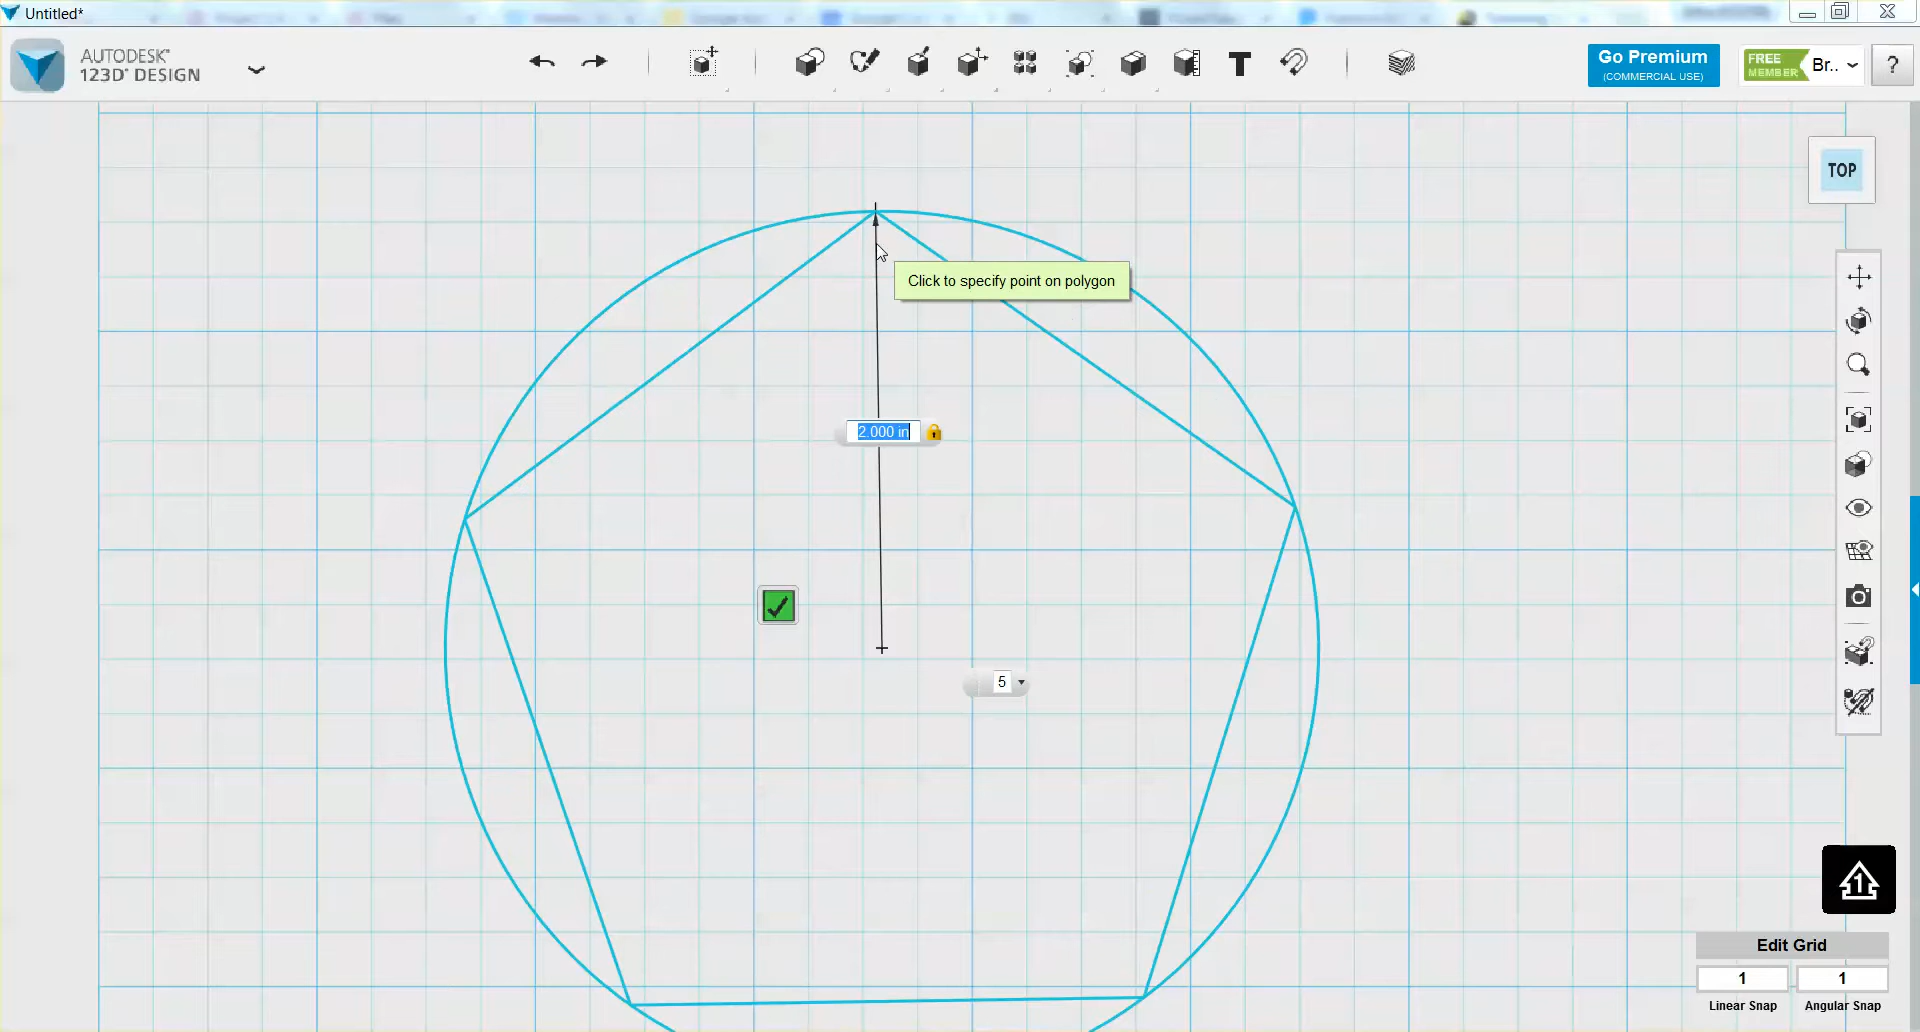 Untitled*
AUTODESK®
123D® DESIGN
Go Premium
(COMMERCIAL USE)
FREE
MEMBER
Br..
?
TOP
Click to specify point on polygon
2.000 in
5
1
Edit Grid
1
1
Linear Snap
Angular Snap